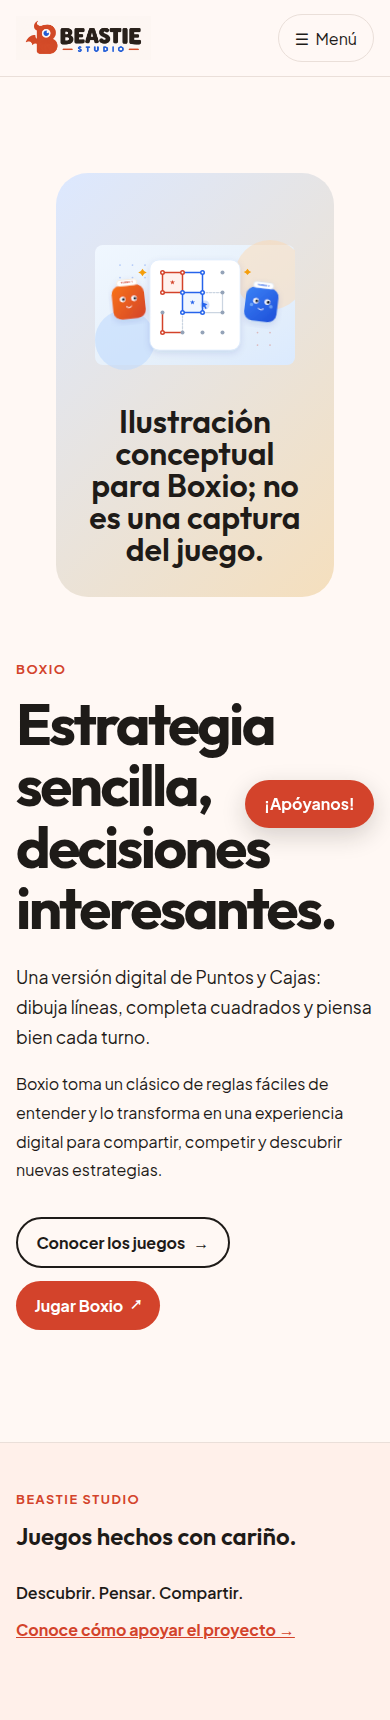 BEASTIE
STUDIO
☰ Menú
Ilustración
conceptual
para Boxio; no
es una captura
del juego.
BOXIO
Estrategia
sencilla,
¡Apóyanos!
decisiones
interesantes.
Una versión digital de Puntos y Cajas:
dibuja líneas, completa cuadrados y piensa
bien cada turno.
Boxio toma un clásico de reglas fáciles de
entender y lo transforma en una experiencia
digital para compartir, competir y descubrir
nuevas estrategias.
Conocer los juegos →
Jugar Boxio ↗
BEASTIE STUDIO
Juegos hechos con cariño.
Descubrir. Pensar. Compartir.
Conoce cómo apoyar el proyecto →